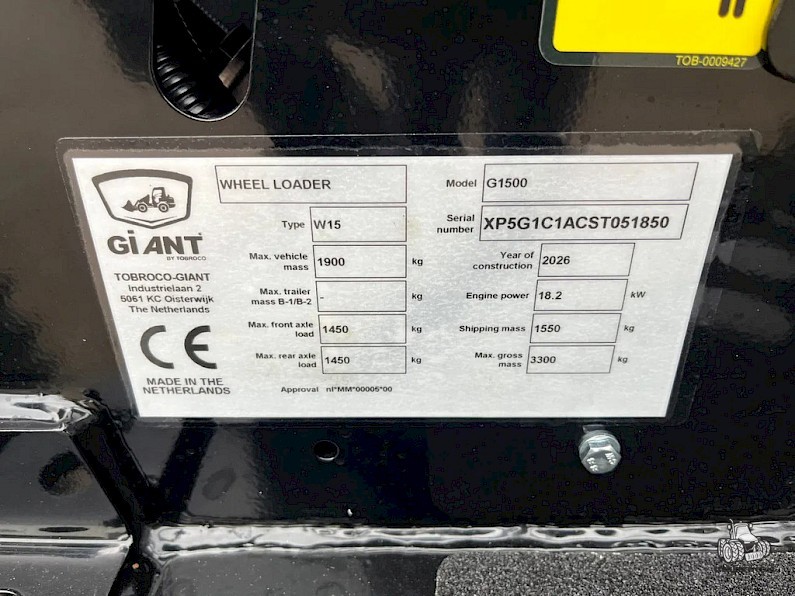 TOB-0009427
WHEEL LOADER
Model G1500
GiANT
BY TOBROCO
Type W15
Serial number XP5G1C1ACST051850
Max. vehicle mass 1900 kg
Year of construction 2026
TOBROCO-GIANT
Industrielaan 2
5061 KC Oisterwijk
The Netherlands
Max. trailer mass B-1/B-2 - kg
Engine power 18.2 kW
Max. front axle load 1450 kg
Shipping mass 1550 kg
CE
Max. rear axle load 1450 kg
Max. gross mass 3300 kg
MADE IN THE
NETHERLANDS
Approval nl*MM*00005*00